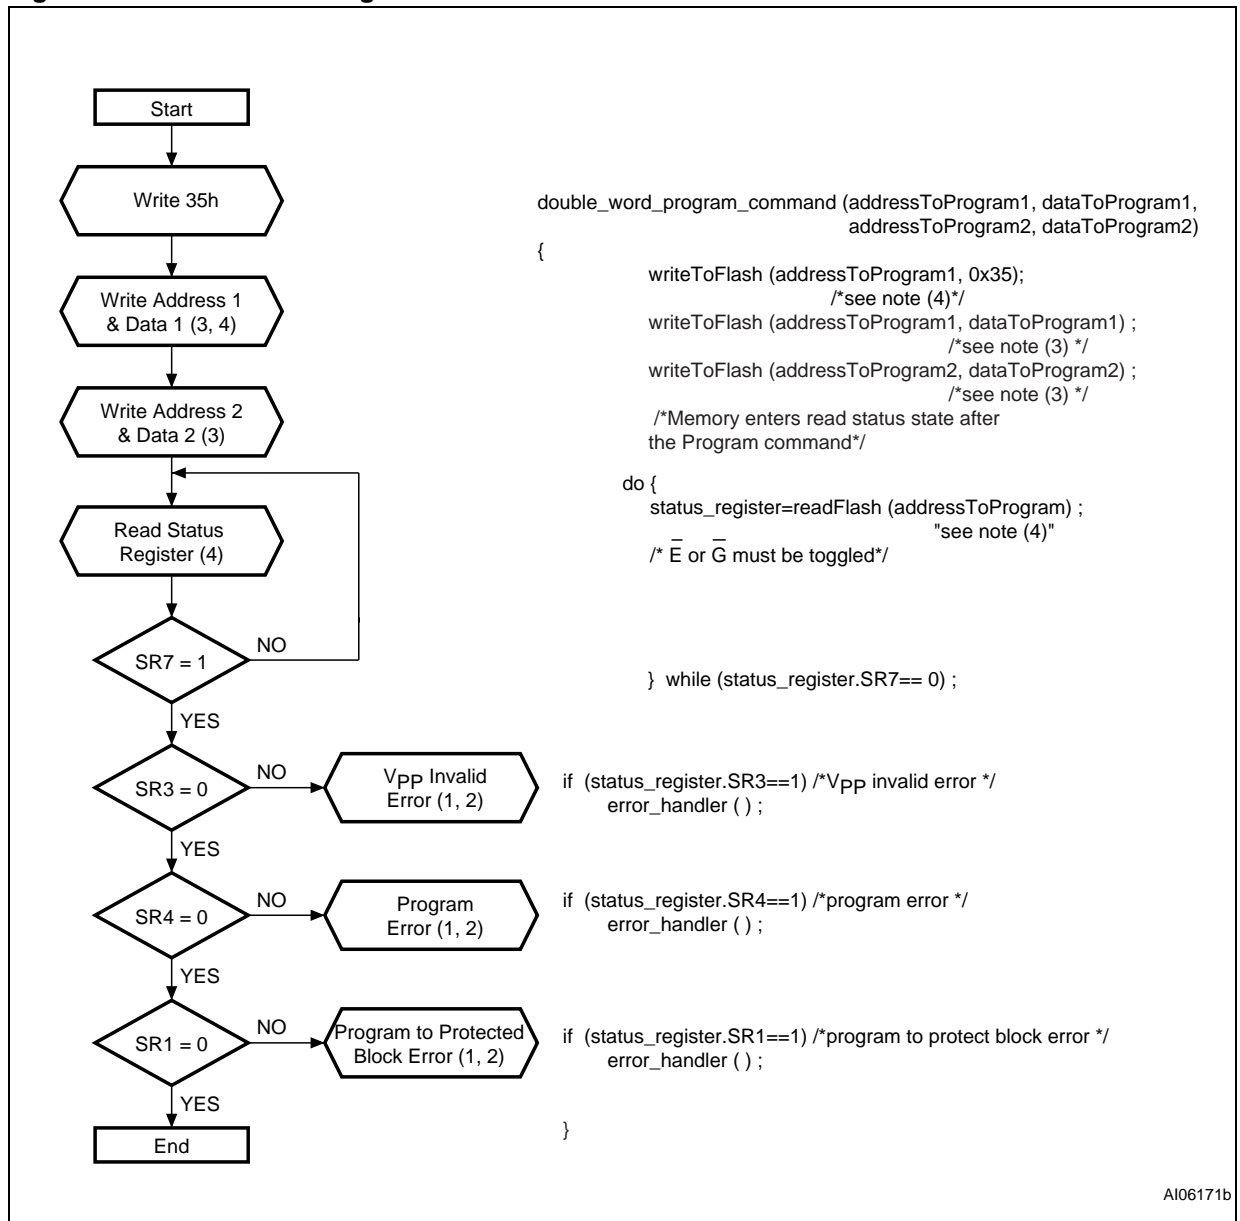 Start
Write 35h
Write Address 1
& Data 1 (3, 4)
Write Address 2
& Data 2 (3)
Read Status
Register (4)
SR7 = 1
NO
YES
SR3 = 0
NO
VPP Invalid
Error (1, 2)
YES
SR4 = 0
NO
Program
Error (1, 2)
YES
SR1 = 0
NO
Program to Protected
Block Error (1, 2)
YES
End
double_word_program_command (addressToProgram1, dataToProgram1,
addressToProgram2, dataToProgram2)
{
writeToFlash (addressToProgram1, 0x35);
/*see note (4)*/
writeToFlash (addressToProgram1, dataToProgram1) ;
/*see note (3) */
writeToFlash (addressToProgram2, dataToProgram2) ;
/*see note (3) */
/*Memory enters read status state after
the Program command*/
do {
status_register=readFlash (addressToProgram) ;
"see note (4)"
/* E̅ or G̅ must be toggled*/
} while (status_register.SR7== 0) ;
if (status_register.SR3==1) /*VPP invalid error */
error_handler ( ) ;
if (status_register.SR4==1) /*program error */
error_handler ( ) ;
if (status_register.SR1==1) /*program to protect block error */
error_handler ( ) ;
}
AI06171b